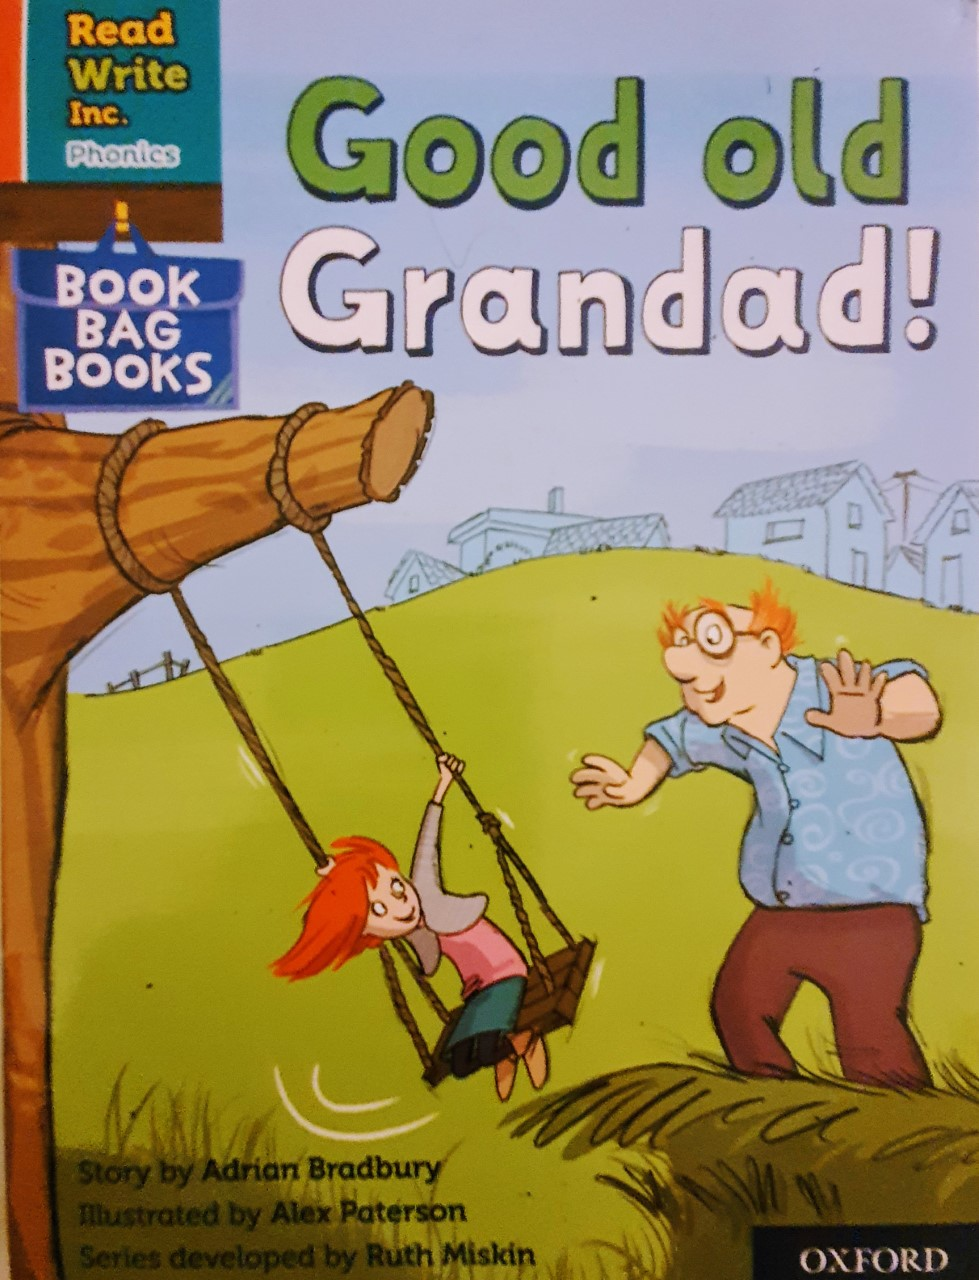 Read
Write
Inc.
Phonics
BOOK
BAG
BOOKS
Good old
Grandad!
Story by Adrian Bradbury
Illustrated by Alex Paterson
Series developed by Ruth Miskin
OXFORD